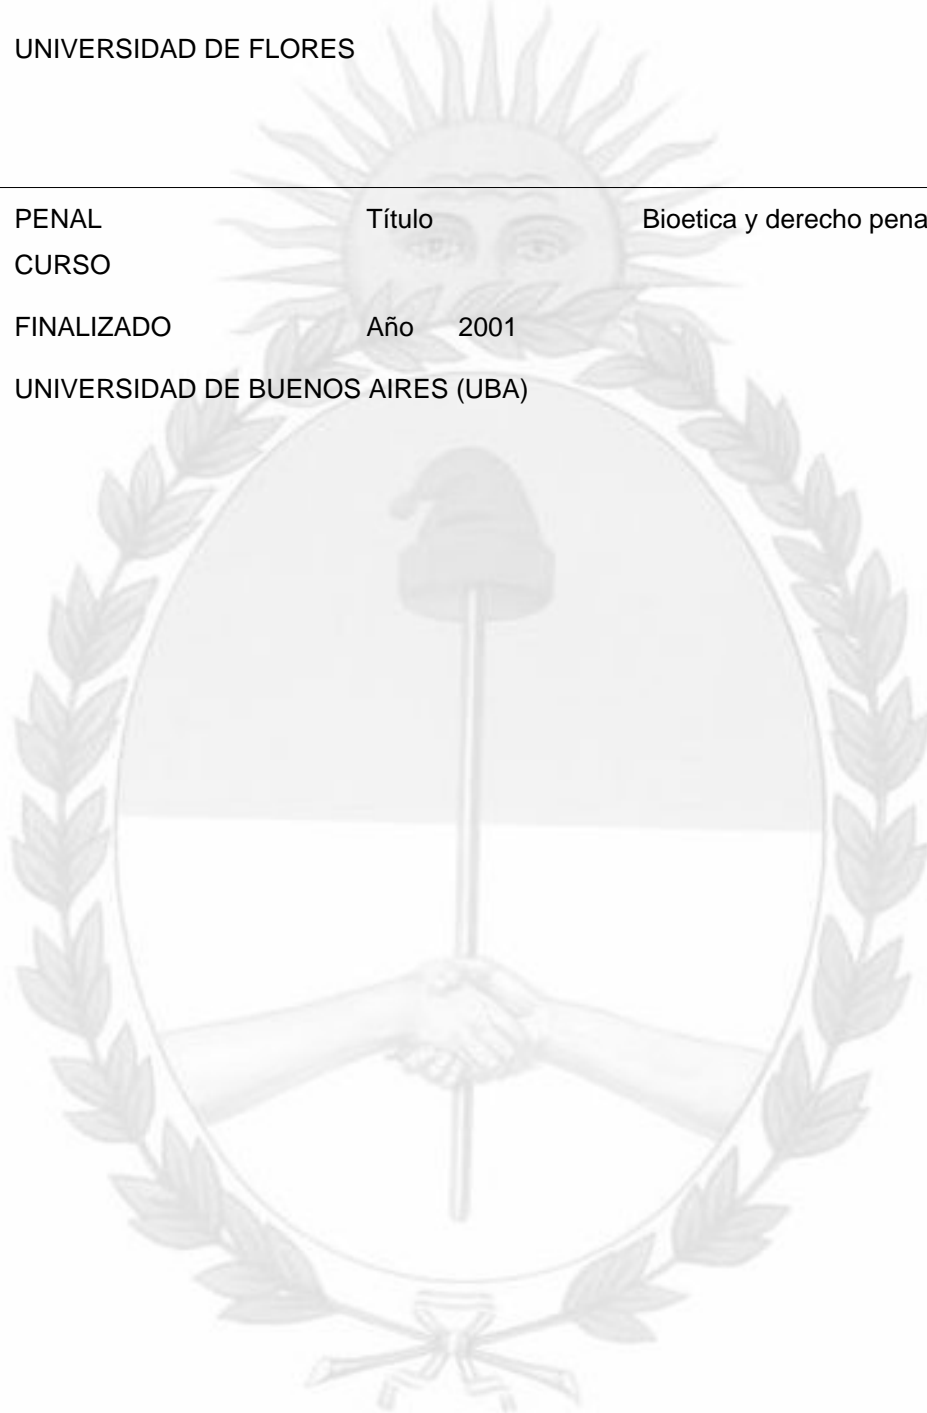 UNIVERSIDAD DE FLORES
PENAL Título Bioetica y derecho pena
CURSO
FINALIZADO Año 2001
UNIVERSIDAD DE BUENOS AIRES (UBA)